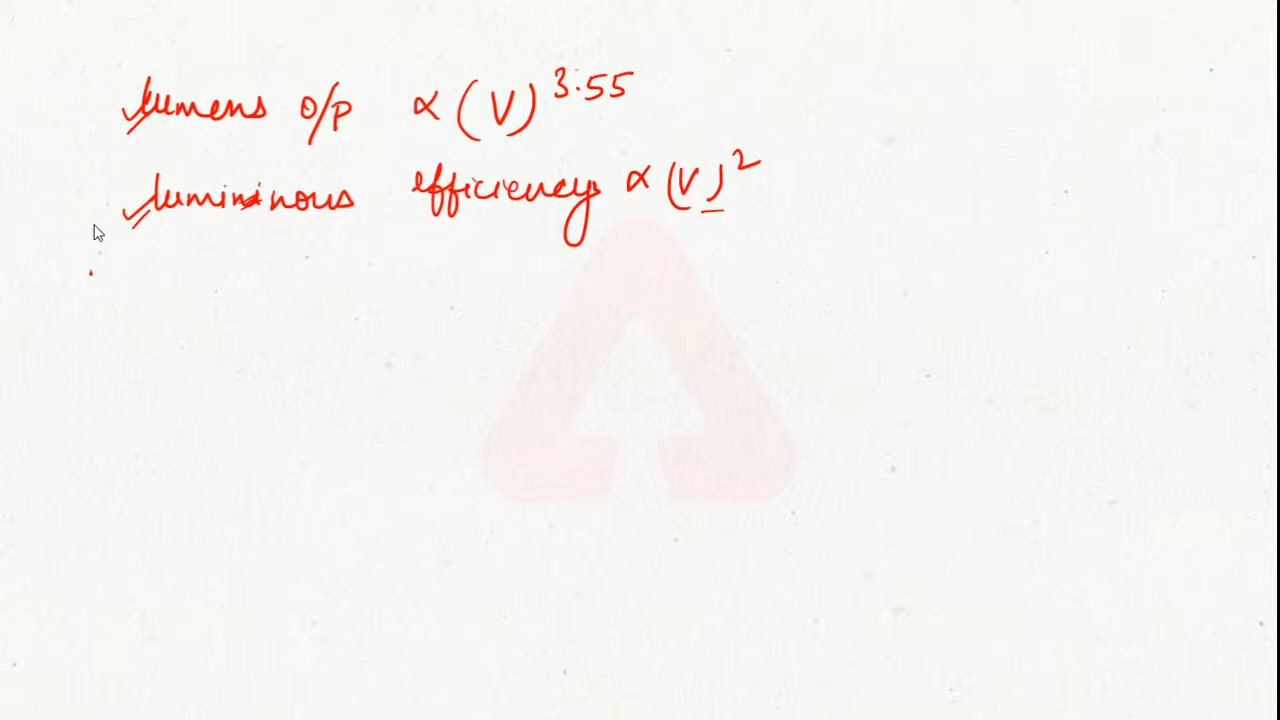 lumens o/p ∝ (V)^3.55
luminous efficiency ∝ (V)^2